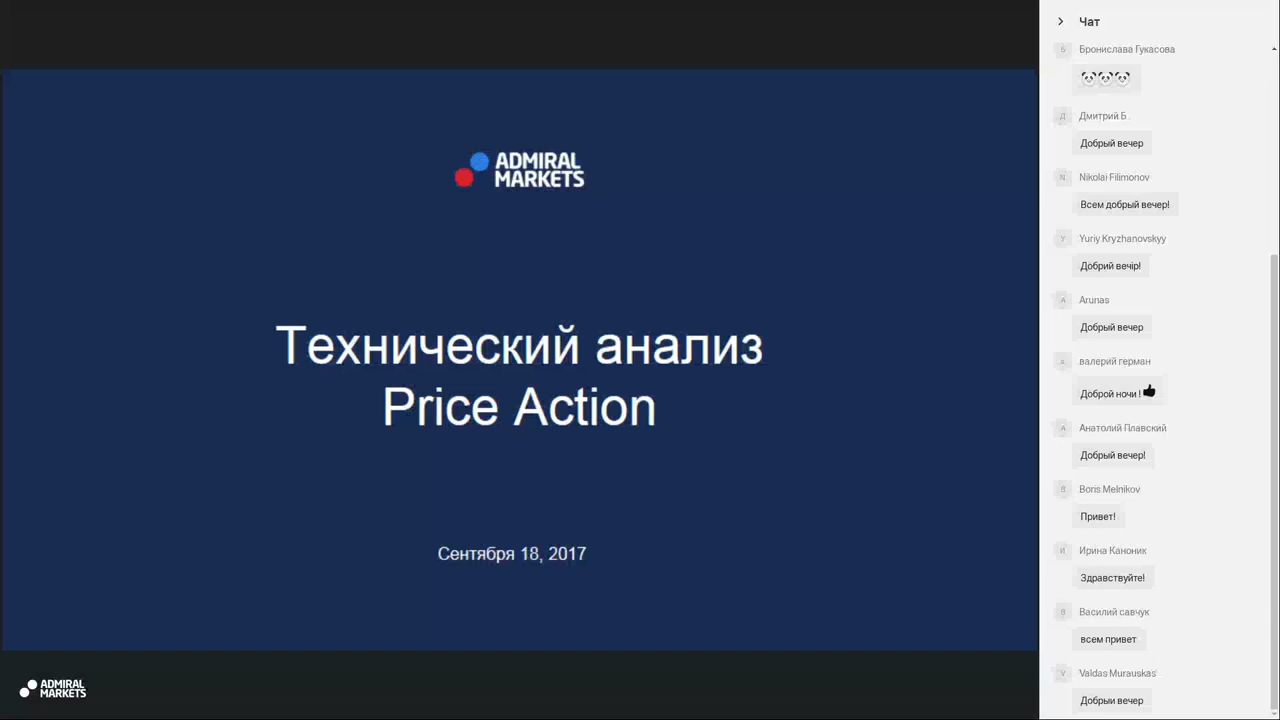 ADMIRAL
MARKETS
Технический анализ
Price Action
Сентября 18, 2017
ADMIRAL
MARKETS
Чат
Бронислава Гукасова
Дмитрий Б.
Добрый вечер
Nikolai Filimonov
Всем добрый вечер!
Yuriy Kryzhanovskyy
Добрий вечір!
Arunas
Добрый вечер
валерий герман
Доброй ночи !
Анатолий Плавский
Добрый вечер!
Boris Melnikov
Привет!
Ирина Каноник
Здравствуйте!
Василий савчук
всем привет
Valdas Murauskas
Добрыи вечер